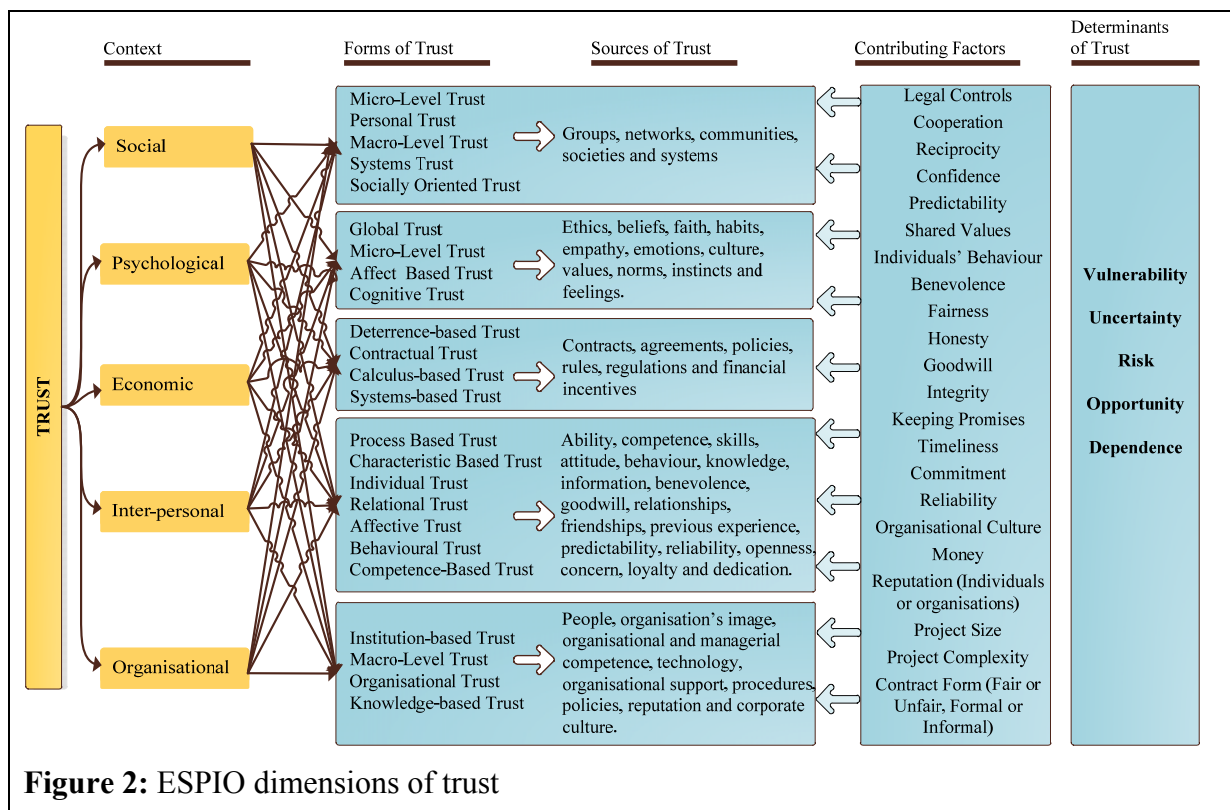 Context
Forms of Trust
Sources of Trust
Contributing Factors
Determinants
of Trust
TRUST
Social
Psychological
Economic
Inter-personal
Organisational
Micro-Level Trust
Personal Trust
Macro-Level Trust
Systems Trust
Socially Oriented Trust
Groups, networks, communities,
societies and systems
Global Trust
Micro-Level Trust
Affect Based Trust
Cognitive Trust
Ethics, beliefs, faith, habits,
empathy, emotions, culture,
values, norms, instincts and
feelings.
Deterrence-based Trust
Contractual Trust
Calculus-based Trust
Systems-based Trust
Contracts, agreements, policies,
rules, regulations and financial
incentives
Process Based Trust
Characteristic Based Trust
Individual Trust
Relational Trust
Affective Trust
Behavioural Trust
Competence-Based Trust
Ability, competence, skills,
attitude, behaviour, knowledge,
information, benevolence,
goodwill, relationships,
friendships, previous experience,
predictability, reliability, openness,
concern, loyalty and dedication.
Institution-based Trust
Macro-Level Trust
Organisational Trust
Knowledge-based Trust
People, organisation’s image,
organisational and managerial
competence, technology,
organisational support, procedures,
policies, reputation and corporate
culture.
Legal Controls
Cooperation
Reciprocity
Confidence
Predictability
Shared Values
Individuals’ Behaviour
Benevolence
Fairness
Honesty
Goodwill
Integrity
Keeping Promises
Timeliness
Commitment
Reliability
Organisational Culture
Money
Reputation (Individuals
or organisations)
Project Size
Project Complexity
Contract Form (Fair or
Unfair, Formal or
Informal)
Vulnerability
Uncertainty
Risk
Opportunity
Dependence
Figure 2: ESPIO dimensions of trust